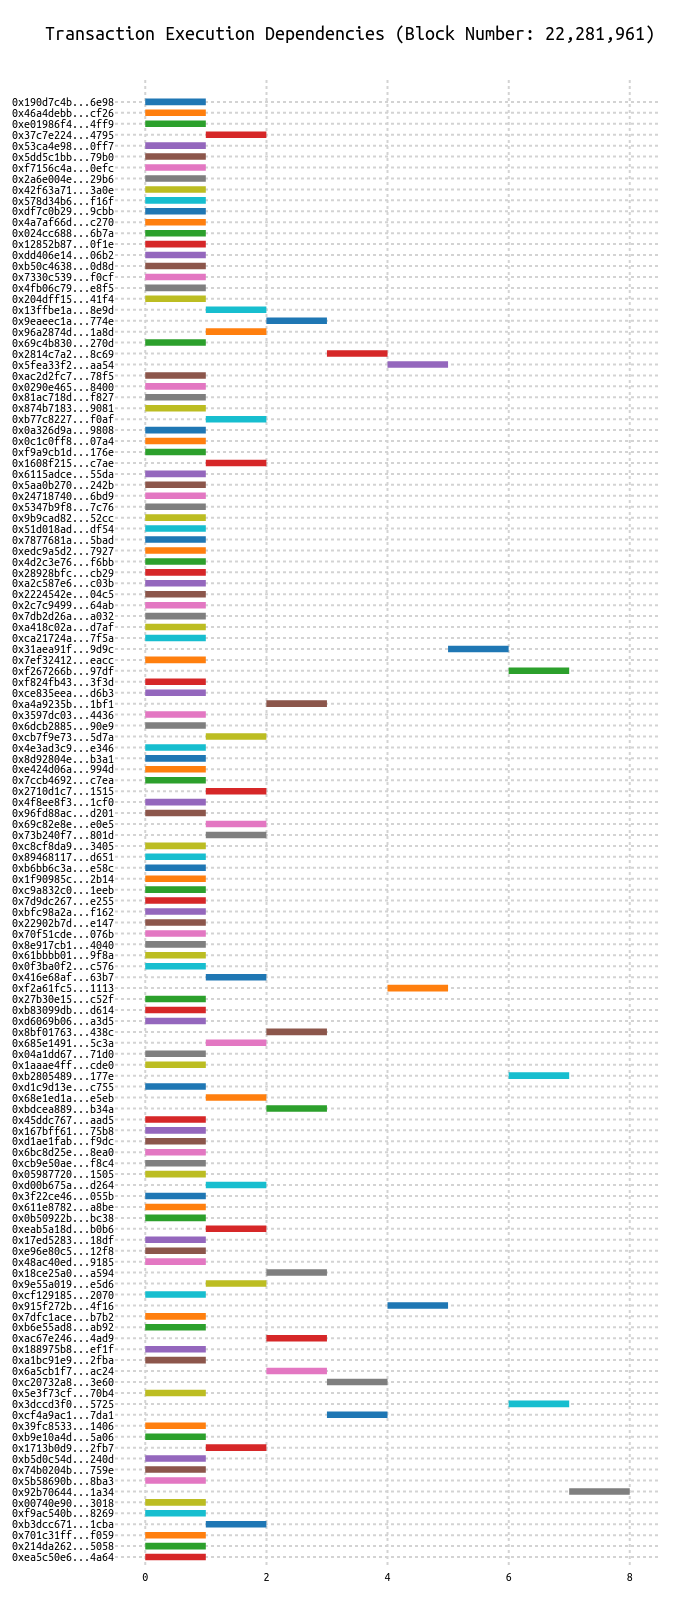 Transaction Execution Dependencies (Block Number: 22,281,961)
0x190d7c4b...6e98
0x46a4debb...cf26
0xe01986f4...4ff9
0x37c7e224...4795
0x53ca4e98...0ff7
0x5dd5c1bb...79b0
0xf7156c4a...0efc
0x2a6e004e...29b6
0x42f63a71...3a0e
0x578d34b6...f16f
0xdf7c0b29...9cbb
0x4a7af66d...c270
0x024cc688...6b7a
0x12852b87...0f1e
0xdd406e14...06b2
0xb50c4638...0d8d
0x7330c539...f0cf
0x4fb06c79...e8f5
0x204dff15...41f4
0x13ffbe1a...8e9d
0x9eaeec1a...774e
0x96a2874d...1a8d
0x69c4b830...270d
0x2814c7a2...8c69
0x5fea33f2...aa54
0xac2d2fc7...78f5
0x0290e465...8400
0x81ac718d...f827
0x874b7183...9081
0xb77c8227...f0af
0x0a326d9a...9808
0x0c1c0ff8...07a4
0xf9a9cb1d...176e
0x1608f215...c7ae
0x6115adce...55da
0x5aa0b270...242b
0x24718740...6bd9
0x5347b9f8...7c76
0x9b9cad82...52cc
0x51d018ad...df54
0x7877681a...5bad
0xedc9a5d2...7927
0x4d2c3e76...f6bb
0x28928bfc...cb29
0xa2c587e6...c03b
0x2224542e...04c5
0x2c7c9499...64ab
0x7db2d26a...a032
0xa418c02a...d7af
0xca21724a...7f5a
0x31aea91f...9d9c
0x7ef32412...eacc
0xf267266b...97df
0xf824fb43...3f3d
0xce835eea...d6b3
0xa4a9235b...1bf1
0x3597dc03...4436
0x6dcb2885...90e9
0xcb7f9e73...5d7a
0x4e3ad3c9...e346
0x8d92804e...b3a1
0xe424d06a...994d
0x7ccb4692...c7ea
0x2710d1c7...1515
0x4f8ee8f3...1cf0
0x96fd88ac...d201
0x69c82e8e...e0e5
0x73b240f7...801d
0xc8cf8da9...3405
0x89468117...d651
0xb6bb6c3a...e58c
0x1f90985c...2b14
0xc9a832c0...1eeb
0x7d9dc267...e255
0xbfc98a2a...f162
0x22902b7d...e147
0x70f51cde...076b
0x8e917cb1...4040
0x61bbbb01...9f8a
0x0f3ba0f2...c576
0x416e68af...63b7
0xf2a61fc5...1113
0x27b30e15...c52f
0xb83099db...d614
0xd6069b06...a3d5
0x8bf01763...438c
0x685e1491...5c3a
0x04a1dd67...71d0
0x1aaae4ff...cde0
0xb2805489...177e
0xd1c9d13e...c755
0x68e1ed1a...e5eb
0xbdcea889...b34a
0x45ddc767...aad5
0x167bff61...75b8
0xd1ae1fab...f9dc
0x6bc8d25e...8ea0
0xcb9e50ae...f8c4
0x05987720...1505
0xd00b675a...d264
0x3f22ce46...055b
0x611e8782...a8be
0x0b50922b...bc38
0xeab5a18d...b0b6
0x17ed5283...18df
0xe96e80c5...12f8
0x48ac40ed...9185
0x18ce25a0...a594
0x9e55a019...e5d6
0xcf129185...2070
0x915f272b...4f16
0x7dfc1ace...b7b2
0xb6e55ad8...ab92
0xac67e246...4ad9
0x188975b8...ef1f
0xa1bc91e9...2fba
0x6a5cb1f7...ac24
0xc20732a8...3e60
0x5e3f73cf...70b4
0x3dccd3f0...5725
0xcf4a9ac1...7da1
0x39fc8533...1406
0xb9e10a4d...5a06
0x1713b0d9...2fb7
0xb5d0c54d...240d
0x74b0204b...759e
0x5b58690b...8ba3
0x92b70644...1a34
0x00740e90...3018
0xf9ac540b...8269
0xb3dcc671...1cba
0x701c31ff...f059
0x214da262...5058
0xea5c50e6...4a64
0 2 4 6 8